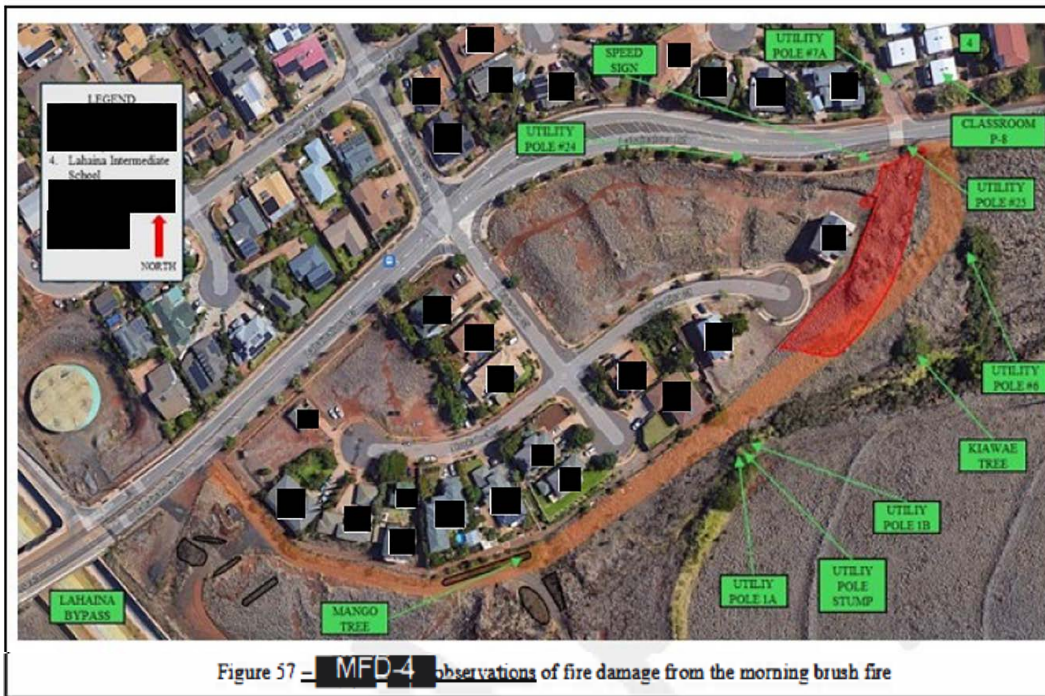 LEGEND
4. Lahaina Intermediate
School
NORTH
SPEED
SIGN
UTILITY
POLE #7A
4
UTILITY
POLE #24
CLASSROOM
P-8
UTILITY
POLE #25
UTILITY
POLE #6
KIAWAE
TREE
UTILIY
POLE 1B
UTILIY
POLE
STUMP
UTILIY
POLE 1A
MANGO
TREE
LAHAINA
BYPASS
Figure 57 – MFD-4 observations of fire damage from the morning brush fire